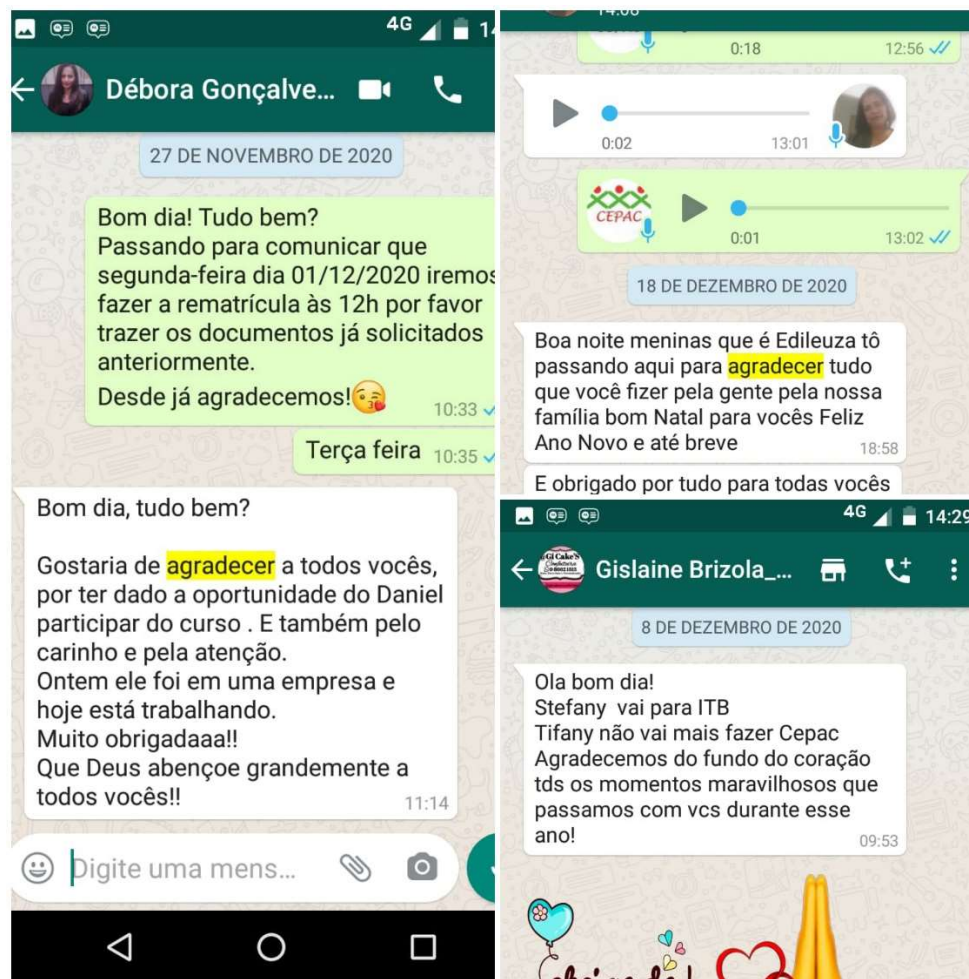 4G
Débora Gonçalve...
27 DE NOVEMBRO DE 2020
Bom dia! Tudo bem?
Passando para comunicar que
segunda-feira dia 01/12/2020 iremos
fazer a rematrícula às 12h por favor
trazer os documentos já solicitados
anteriormente.
Desde já agradecemos!😘
10:33
Terça feira 10:35
Bom dia, tudo bem?
Gostaria de agradecer a todos vocês,
por ter dado a oportunidade do Daniel
participar do curso . E também pelo
carinho e pela atenção.
Ontem ele foi em uma empresa e
hoje está trabalhando.
Muito obrigadaaa!!
Que Deus abençoe grandemente a
todos vocês!!
11:14
Digite uma mens...
0:18 12:56
0:02 13:01
CEPAC
0:01 13:02
18 DE DEZEMBRO DE 2020
Boa noite meninas que é Edileuza tô
passando aqui para agradecer tudo
que você fizer pela gente pela nossa
família bom Natal para vocês Feliz
Ano Novo e até breve
18:58
E obrigado por tudo para todas vocês
4G 14:29
Gi Cake's
Gislaine Brizola_...
8 DE DEZEMBRO DE 2020
Ola bom dia!
Stefany vai para ITB
Tifany não vai mais fazer Cepac
Agradecemos do fundo do coração
tds os momentos maravilhosos que
passamos com vcs durante esse
ano!
09:53